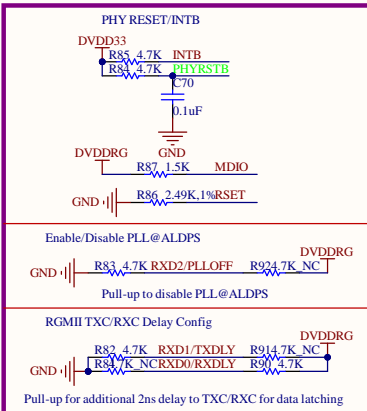 PHY RESET/INTB
DVDD33
R85 4.7K INTB
R84 4.7K PHYRSTB
C70
0.1uF
GND
DVDDRG
R87 1.5K MDIO
GND R86 2.49K,1% RSET
Enable/Disable PLL@ALDPS
DVDDRG
GND R83 4.7K RXD2/PLLOFF R92 4.7K_NC
Pull-up to disable PLL@ALDPS
RGMII TXC/RXC Delay Config
DVDDRG
R82 4.7K RXD1/TXDLY R91 4.7K_NC
GND 4.7K_NC RXD0/RXDLY R90 4.7K
Pull-up for additional 2ns delay to TXC/RXC for data latching